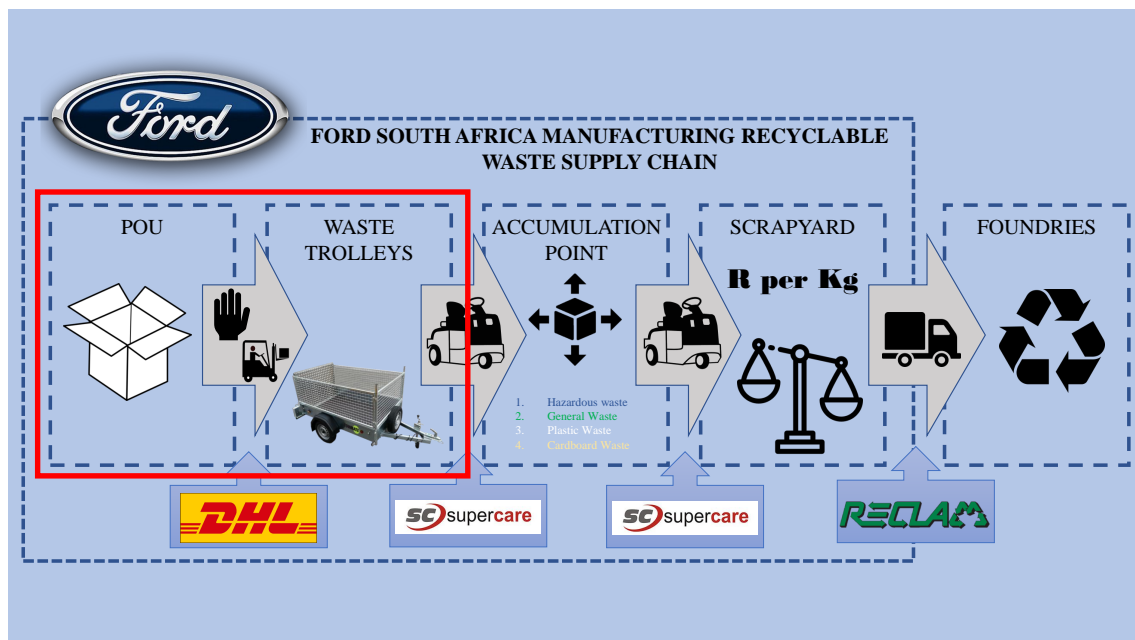 Ford
FORD SOUTH AFRICA MANUFACTURING RECYCLABLE
WASTE SUPPLY CHAIN
POU
WASTE
TROLLEYS
ACCUMULATION
POINT
SCRAPYARD
FOUNDRIES
R per Kg
1. Hazardous waste
2. General Waste
3. Plastic Waste
4. Cardboard Waste
DHL
SC supercare
SC supercare
RECLAM